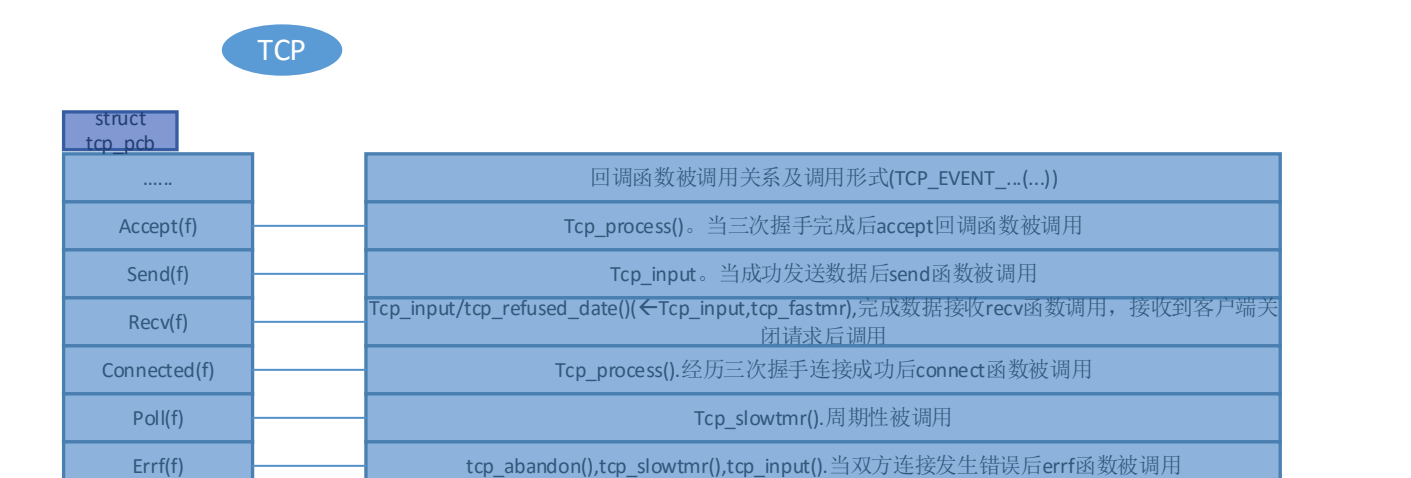 TCP
struct
tcp_pcb
......
回调函数被调用关系及调用形式(TCP_EVENT_...(...))
Accept(f)
Tcp_process()。当三次握手完成后accept回调函数被调用
Send(f)
Tcp_input。当成功发送数据后send函数被调用
Recv(f)
Tcp_input/tcp_refused_date()(←Tcp_input,tcp_fastmr),完成数据接收recv函数调用，接收到客户端关
闭请求后调用
Connected(f)
Tcp_process().经历三次握手连接成功后connect函数被调用
Poll(f)
Tcp_slowtmr().周期性被调用
Errf(f)
tcp_abandon(),tcp_slowtmr(),tcp_input().当双方连接发生错误后errf函数被调用